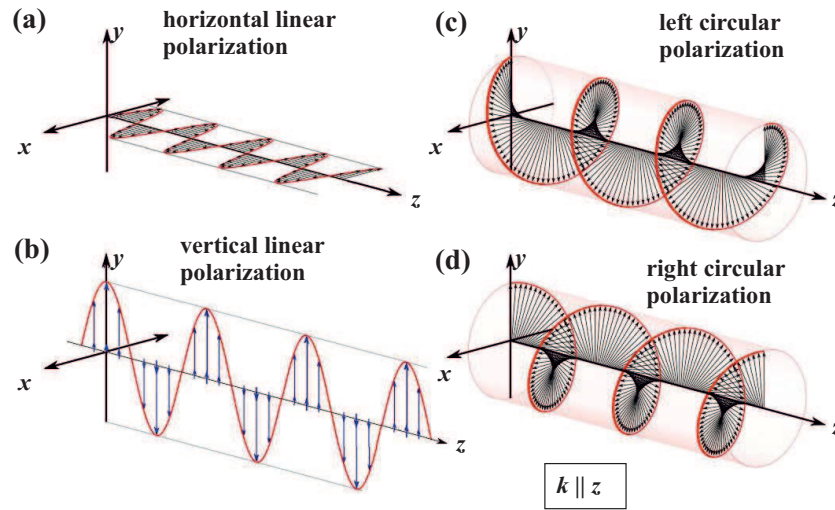 (a)
horizontal linear
polarization
y
x
z
(b)
vertical linear
polarization
y
x
z
(c)
left circular
polarization
y
x
z
(d)
right circular
polarization
y
x
z
k || z